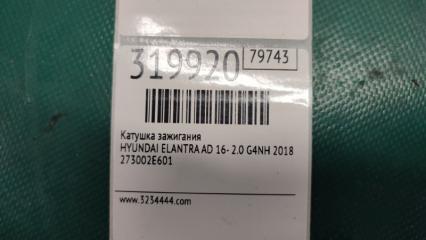 319920 79743
Катушка зажигания
HYUNDAI ELANTRA AD 16- 2.0 G4NH 2018
273002E601
www.3234444.com